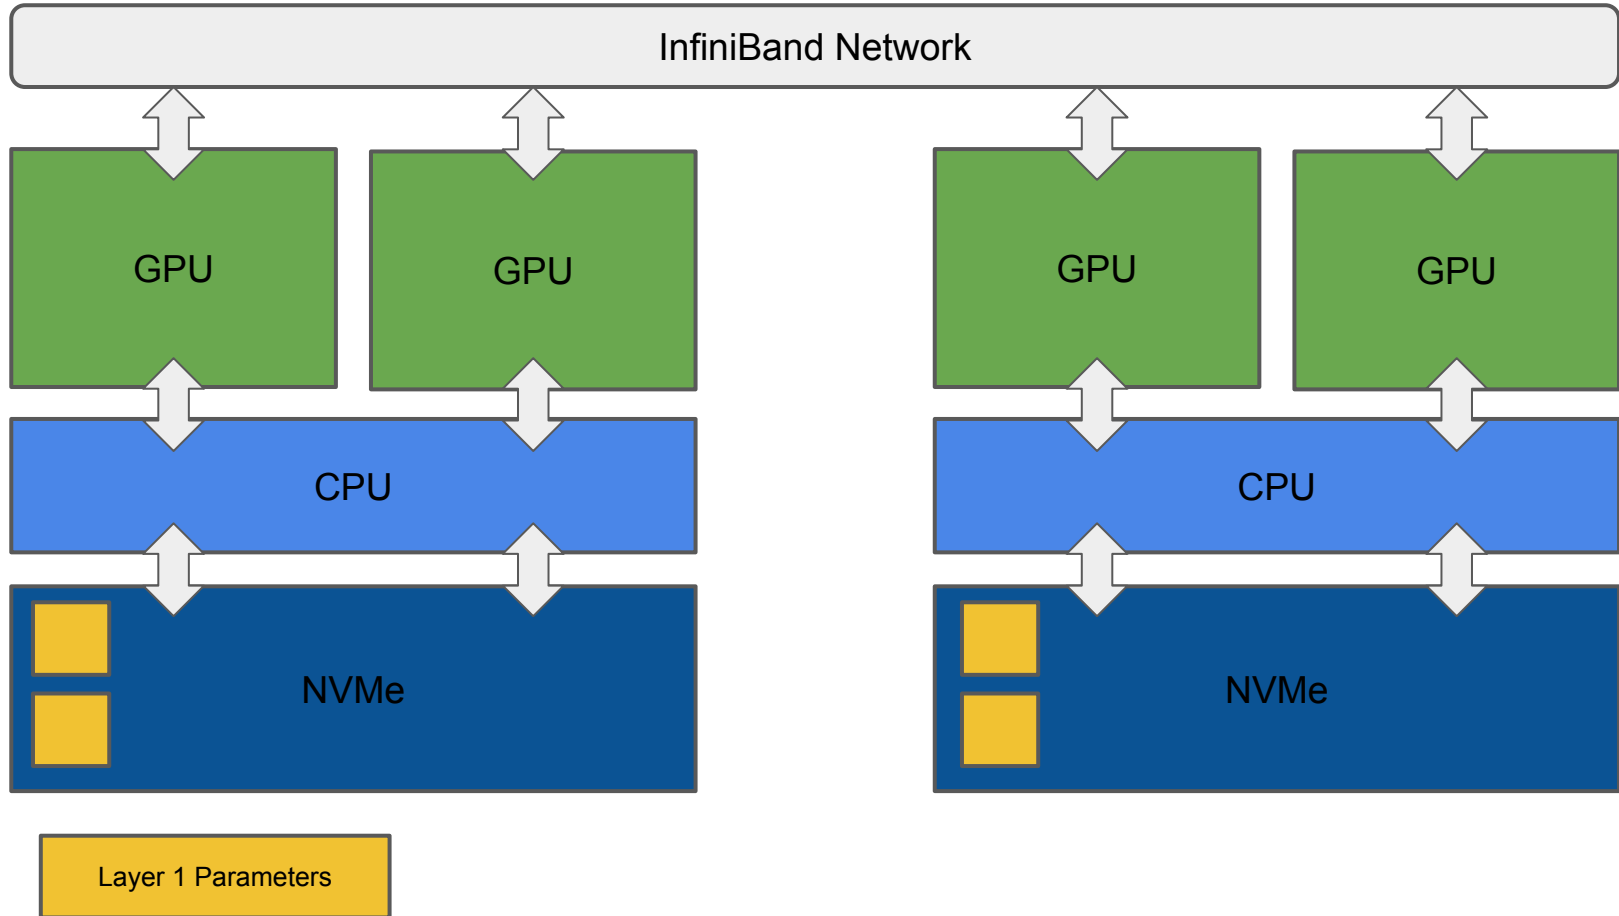 InfiniBand Network
GPU
GPU
GPU
GPU
CPU
CPU
NVMe
NVMe
Layer 1 Parameters